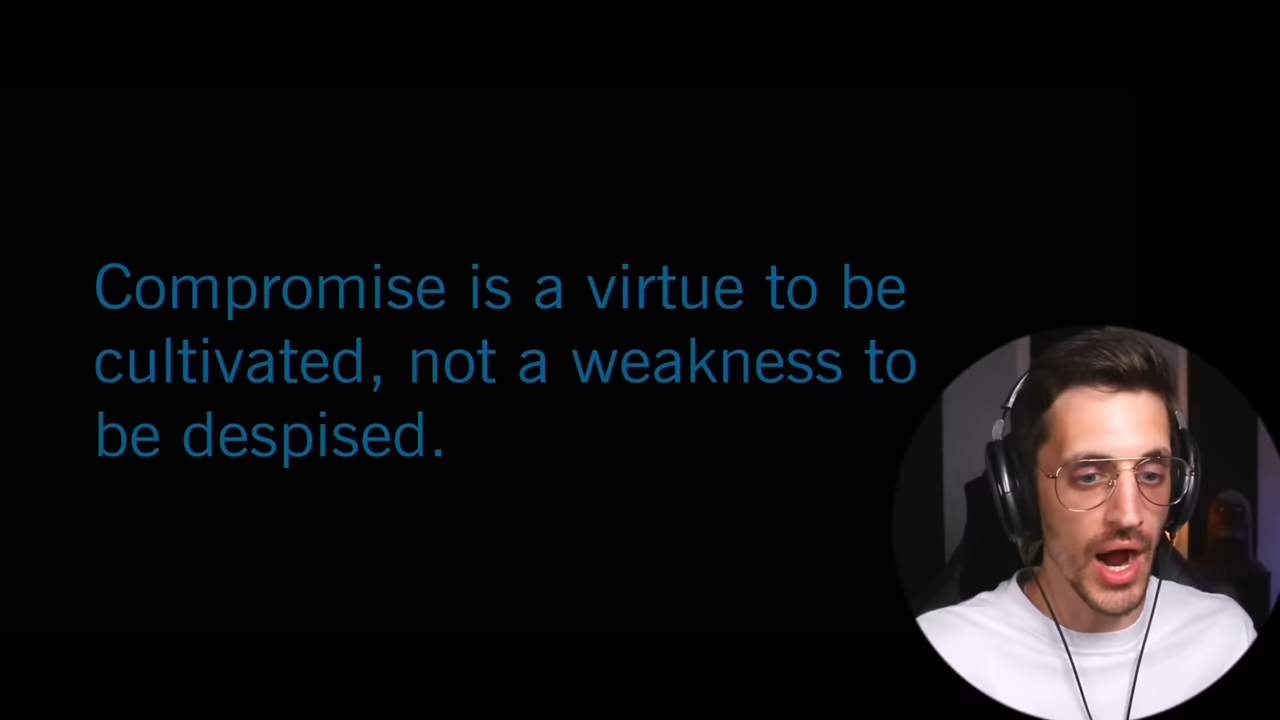 Compromise is a virtue to be
cultivated, not a weakness to
be despised.